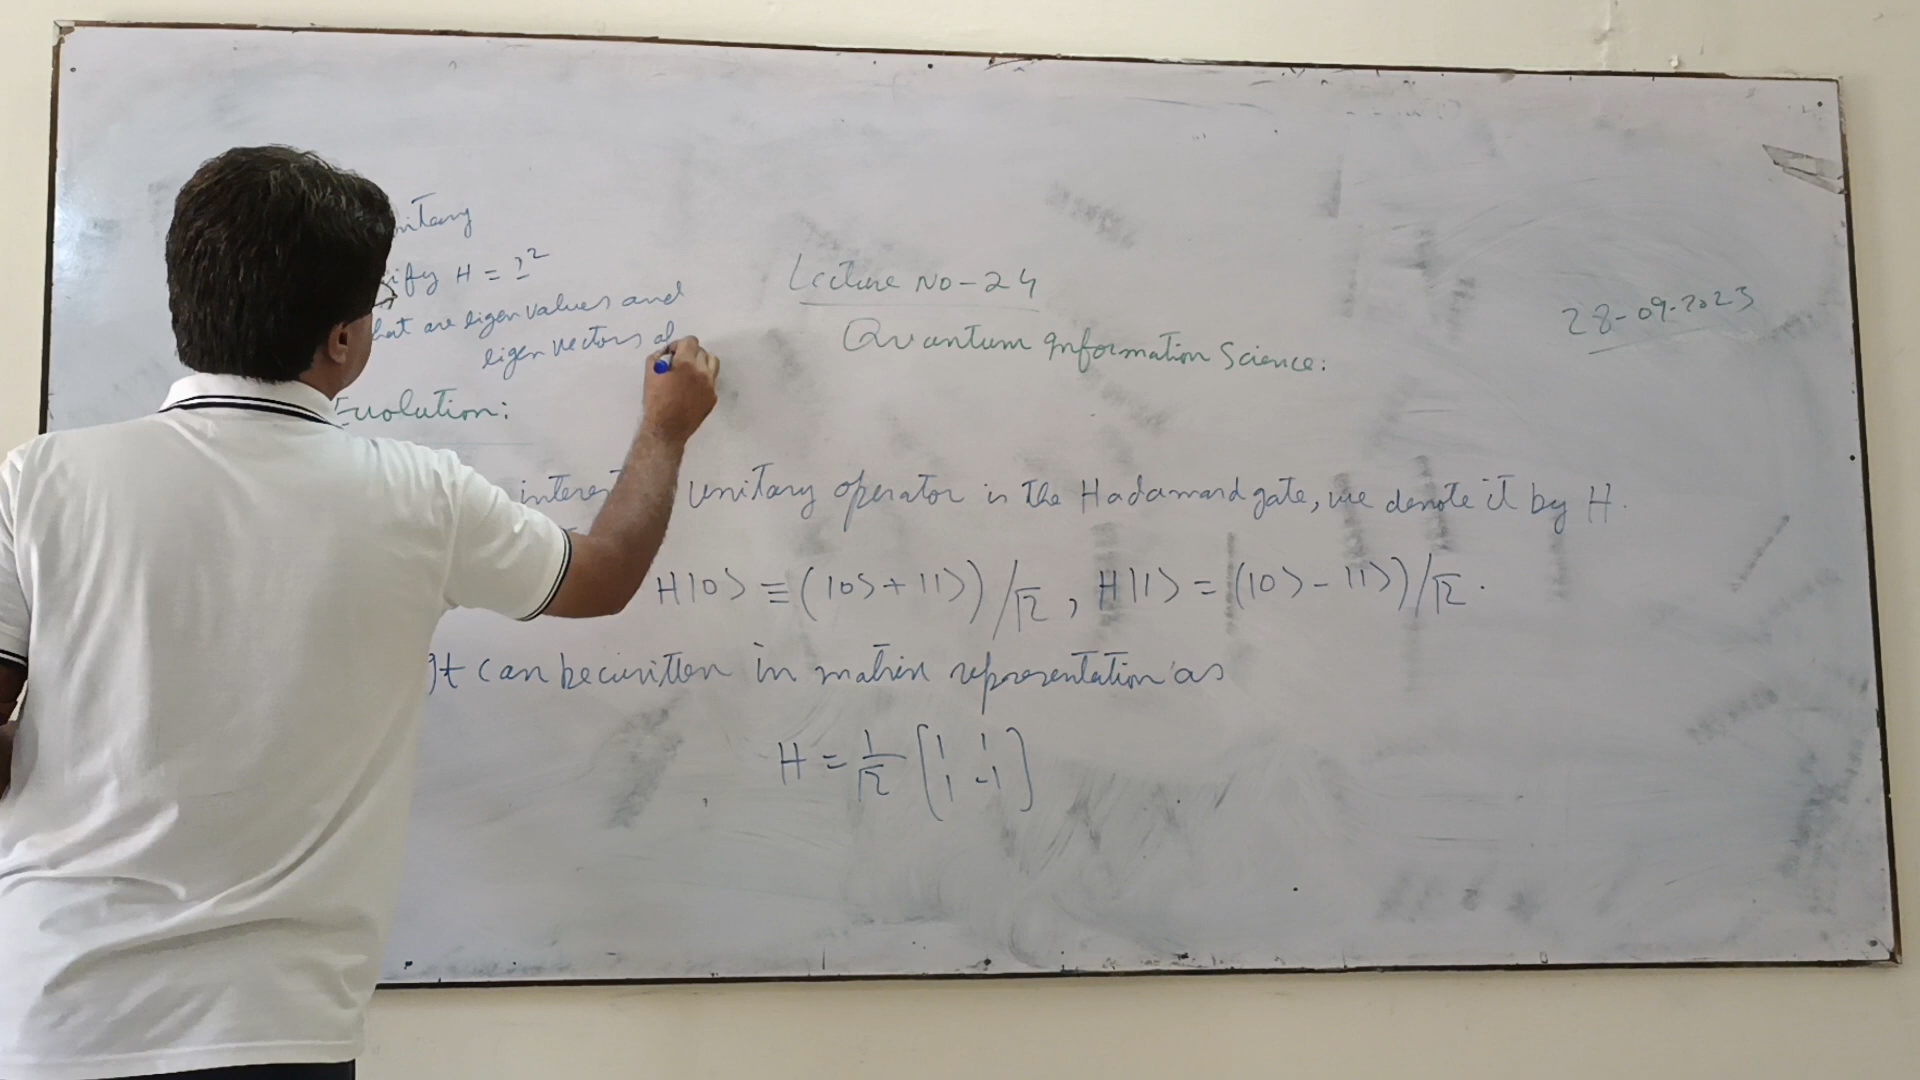 nitary
ify H = ?²
hat are eigen values and
eigen vectors of
Lecture No-24
Quantum Information Science:
28-09-2023
Evolution:
interes unitary operator is the Hadamard gate, we denote it by H.
H|0> ≡ (|0> + |1>)/√2, H|1> = (|0> - |1>)/√2.
It can be written in matrix representation as
H = 1/√2 [1 1
1 -1]